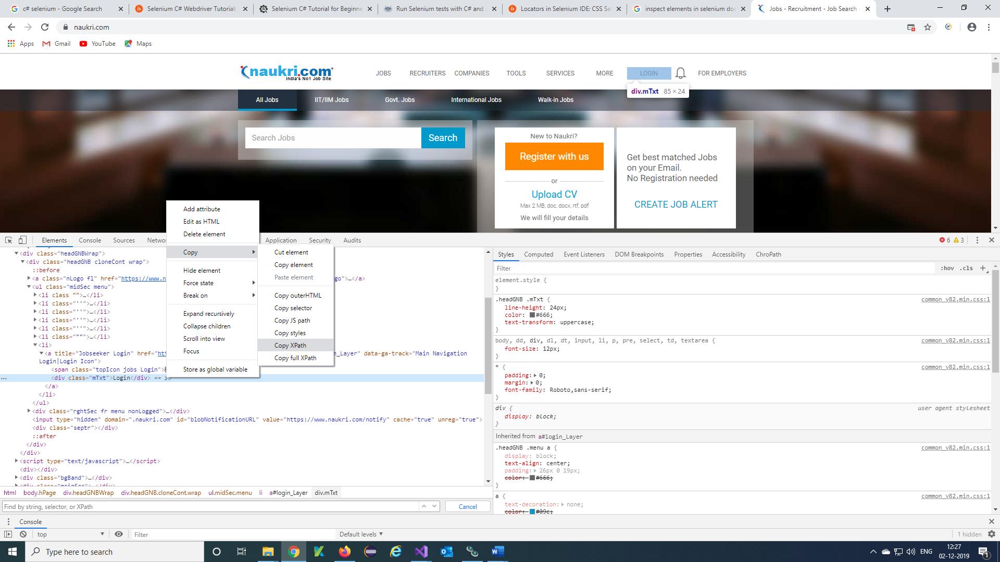 c# selenium - Google Search
Selenium C# Webdriver Tutorial:
Selenium C# Tutorial for Beginne
Run Selenium tests with C# and
Locators in Selenium IDE: CSS Se
inspect elements in selenium doc
Jobs - Recruitment - Job Search -
naukri.com
Apps Gmail YouTube Maps
naukri.com
India's No1 Job Site
JOBS RECRUITERS COMPANIES TOOLS SERVICES MORE LOGIN FOR EMPLOYERS
div.mTxt 85 × 24
All Jobs IIT/IIM Jobs Govt. Jobs International Jobs Walk-in Jobs
Search Jobs Search
New to Naukri?
Register with us
or
Upload CV
Max 2 MB, doc, docx, rtf, pdf
We will fill your details
Get best matched Jobs
on your Email.
No Registration needed
CREATE JOB ALERT
Add attribute
Edit as HTML
Delete element
Copy
Hide element
Force state
Break on
Expand recursively
Collapse children
Scroll into view
Focus
Store as global variable
Cut element
Copy element
Paste element
Copy outerHTML
Copy selector
Copy JS path
Copy styles
Copy XPath
Copy full XPath
Elements Console Sources Networ Application Security Audits 6 3
<div class="headGNBWrap">
<div class="headGNB cloneCont wrap">
::before
<a class="nLogo fl" href="https://www.n go">…</a>
<ul class="midSec menu">
<li class "">…</li>
<li class="''">…</li>
<li class="''">…</li>
<li class="''">…</li>
<li class="''">…</li>
<li class="""">…</li>
<li>
<a title="Jobseeker Login" href="ht n_Layer" data-ga-track="Main Navigation
Login|Login Icon">
<span class="topIcon jobs Login">
<div class="mTxt">Login</div> == $0
</a>
</li>
</ul>
<div class="rghtSec fr menu nonLogged">…</div>
<input type="hidden" domain=".naukri.com" id="blobNotificationURL" value="https://www.naukri.com/notify" cache="true" unreg="true">
<div class="septr"></div>
::after
</div>
</div>
<script type="text/javascript">…</script>
<div></div>
<div class="bgBand">…</div>
<div class="mainSec">…</div>
html body.hPage div.headGNBWrap div.headGNB.cloneCont.wrap ul.midSec.menu li a#login_Layer div.mTxt
Find by string, selector, or XPath Cancel
Styles Computed Event Listeners DOM Breakpoints Properties Accessibility ChroPath
Filter :hov .cls +
element.style {
}
.headGNB .mTxt { common_v82.min.css:1
line-height: 24px;
color: #666;
text-transform: uppercase;
}
body, dd, div, dl, dt, input, li, p, pre, select, td, textarea { common_v82.min.css:1
font-size: 12px;
}
* { common_v82.min.css:1
padding: 0;
margin: 0;
font-family: Roboto,sans-serif;
}
div { user agent stylesheet
display: block;
}
Inherited from a#login_Layer
.headGNB .menu a { common_v82.min.css:1
display: block;
text-align: center;
padding: 26px 0 19px;
color: #666;
}
a { common_v82.min.css:1
text-decoration: none;
color: #09c;
Console
top Filter Default levels 1 hidden
Type here to search
ENG
12:27
02-12-2019
1